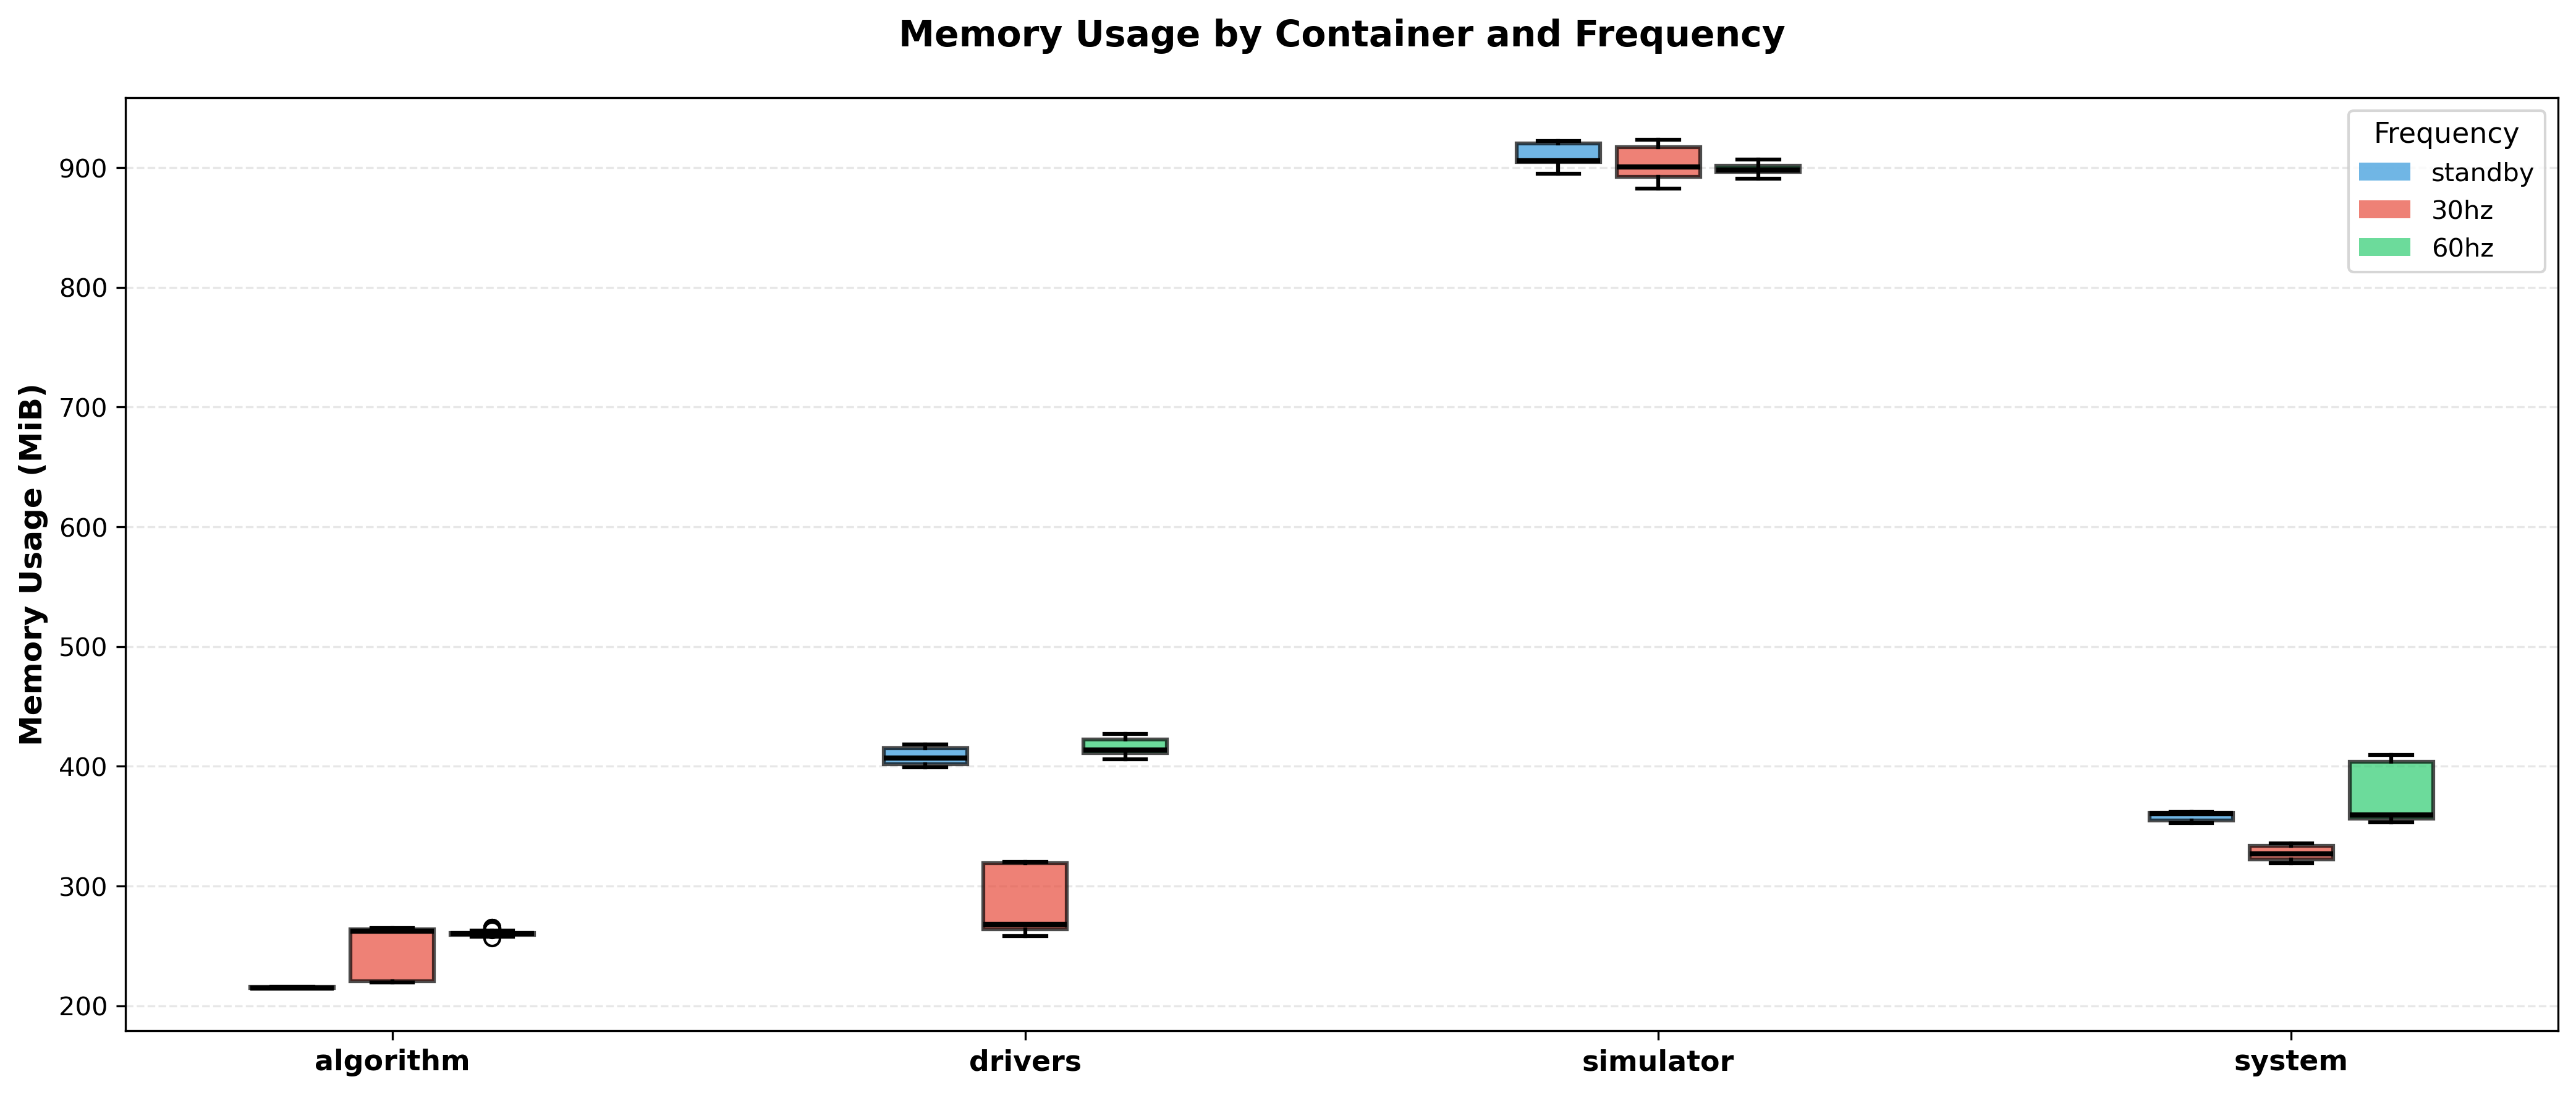 Memory Usage by Container and Frequency
Memory Usage (MiB)
900
800
700
600
500
400
300
200
Frequency
standby
30hz
60hz
algorithm
drivers
simulator
system